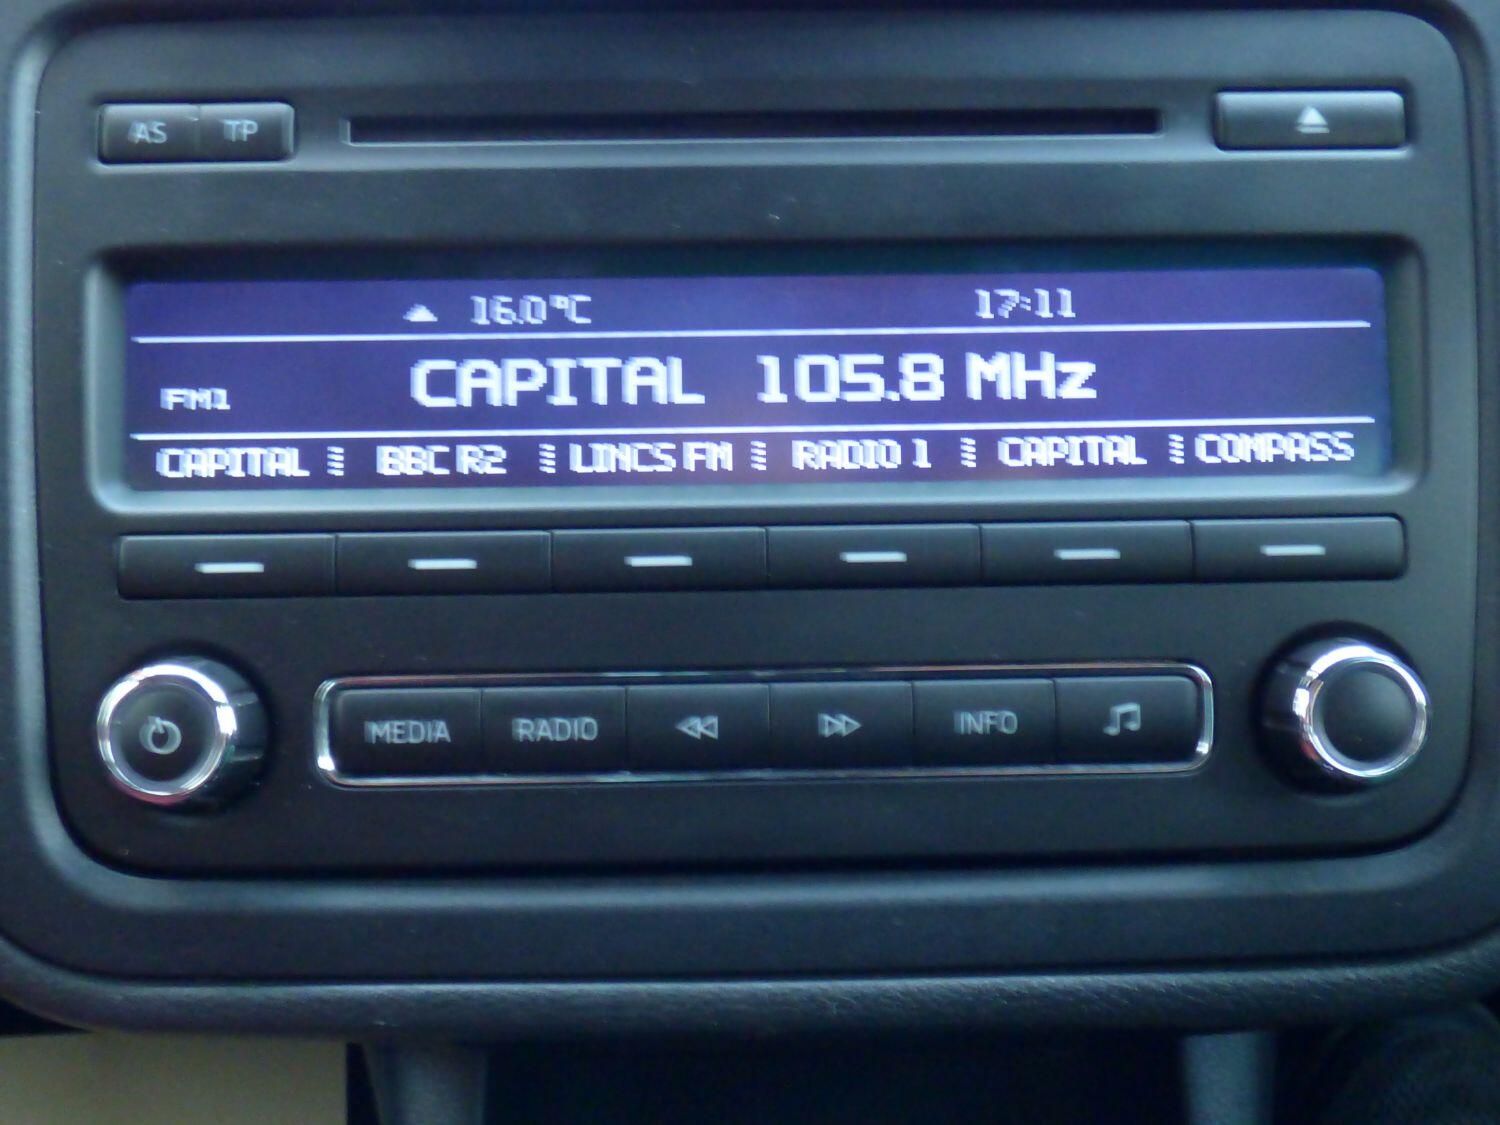 AS TP
16.0°C 17:11
FM1 CAPITAL 105.8 MHz
CAPITAL BBC R2 LINCS FM RADIO 1 CAPITAL COMPASS
MEDIA RADIO INFO